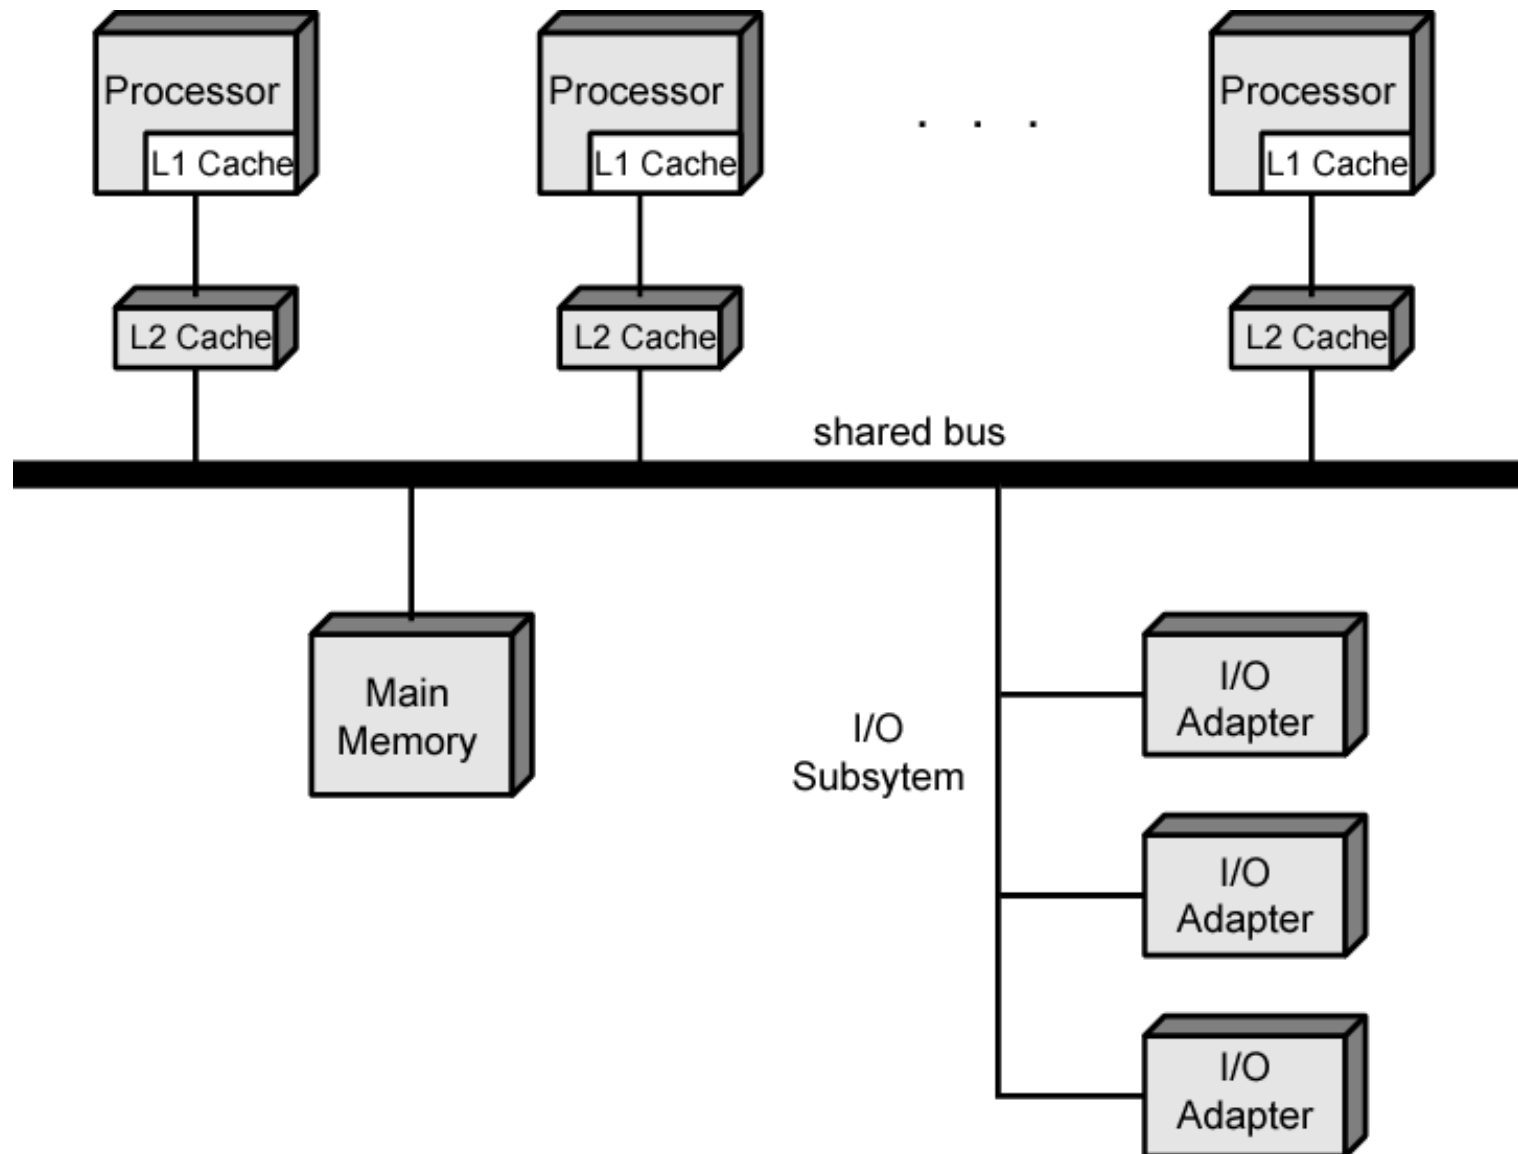 Processor
L1 Cache
Processor
L1 Cache
. . .
Processor
L1 Cache
L2 Cache
L2 Cache
L2 Cache
shared bus
Main
Memory
I/O
Subsytem
I/O
Adapter
I/O
Adapter
I/O
Adapter